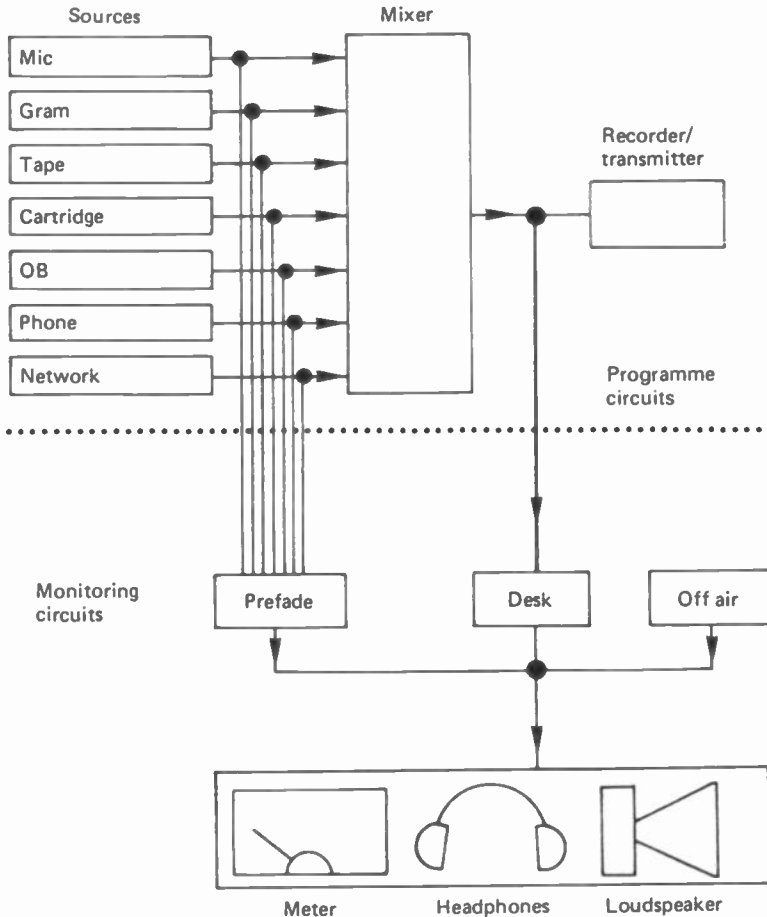 Sources
Mixer
Mic
Gram
Tape
Cartridge
OB
Phone
Network
Recorder/
transmitter
Programme
circuits
Monitoring
circuits
Prefade
Desk
Off air
Meter
Headphones
Loudspeaker